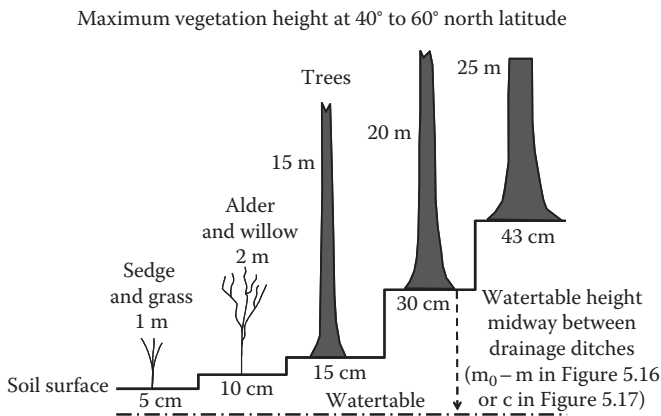 Maximum vegetation height at 40° to 60° north latitude
25 m
Trees
20 m
15 m
Alder
and willow
2 m
43 cm
Sedge
and grass
1 m
30 cm
Watertable height
midway between
drainage ditches
(m₀ – m in Figure 5.16
or c in Figure 5.17)
15 cm
Soil surface
10 cm
5 cm
Watertable